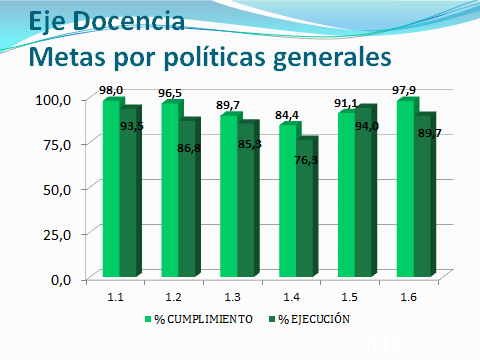 Eje Docencia
Metas por políticas generales
98,0 96,5 89,7 84,4 91,1 97,9
93,5 86,8 85,3 76,3 94,0 89,7
100,0
75,0
50,0
25,0
0,0
1.1 1.2 1.3 1.4 1.5 1.6
% CUMPLIMIENTO % EJECUCIÓN